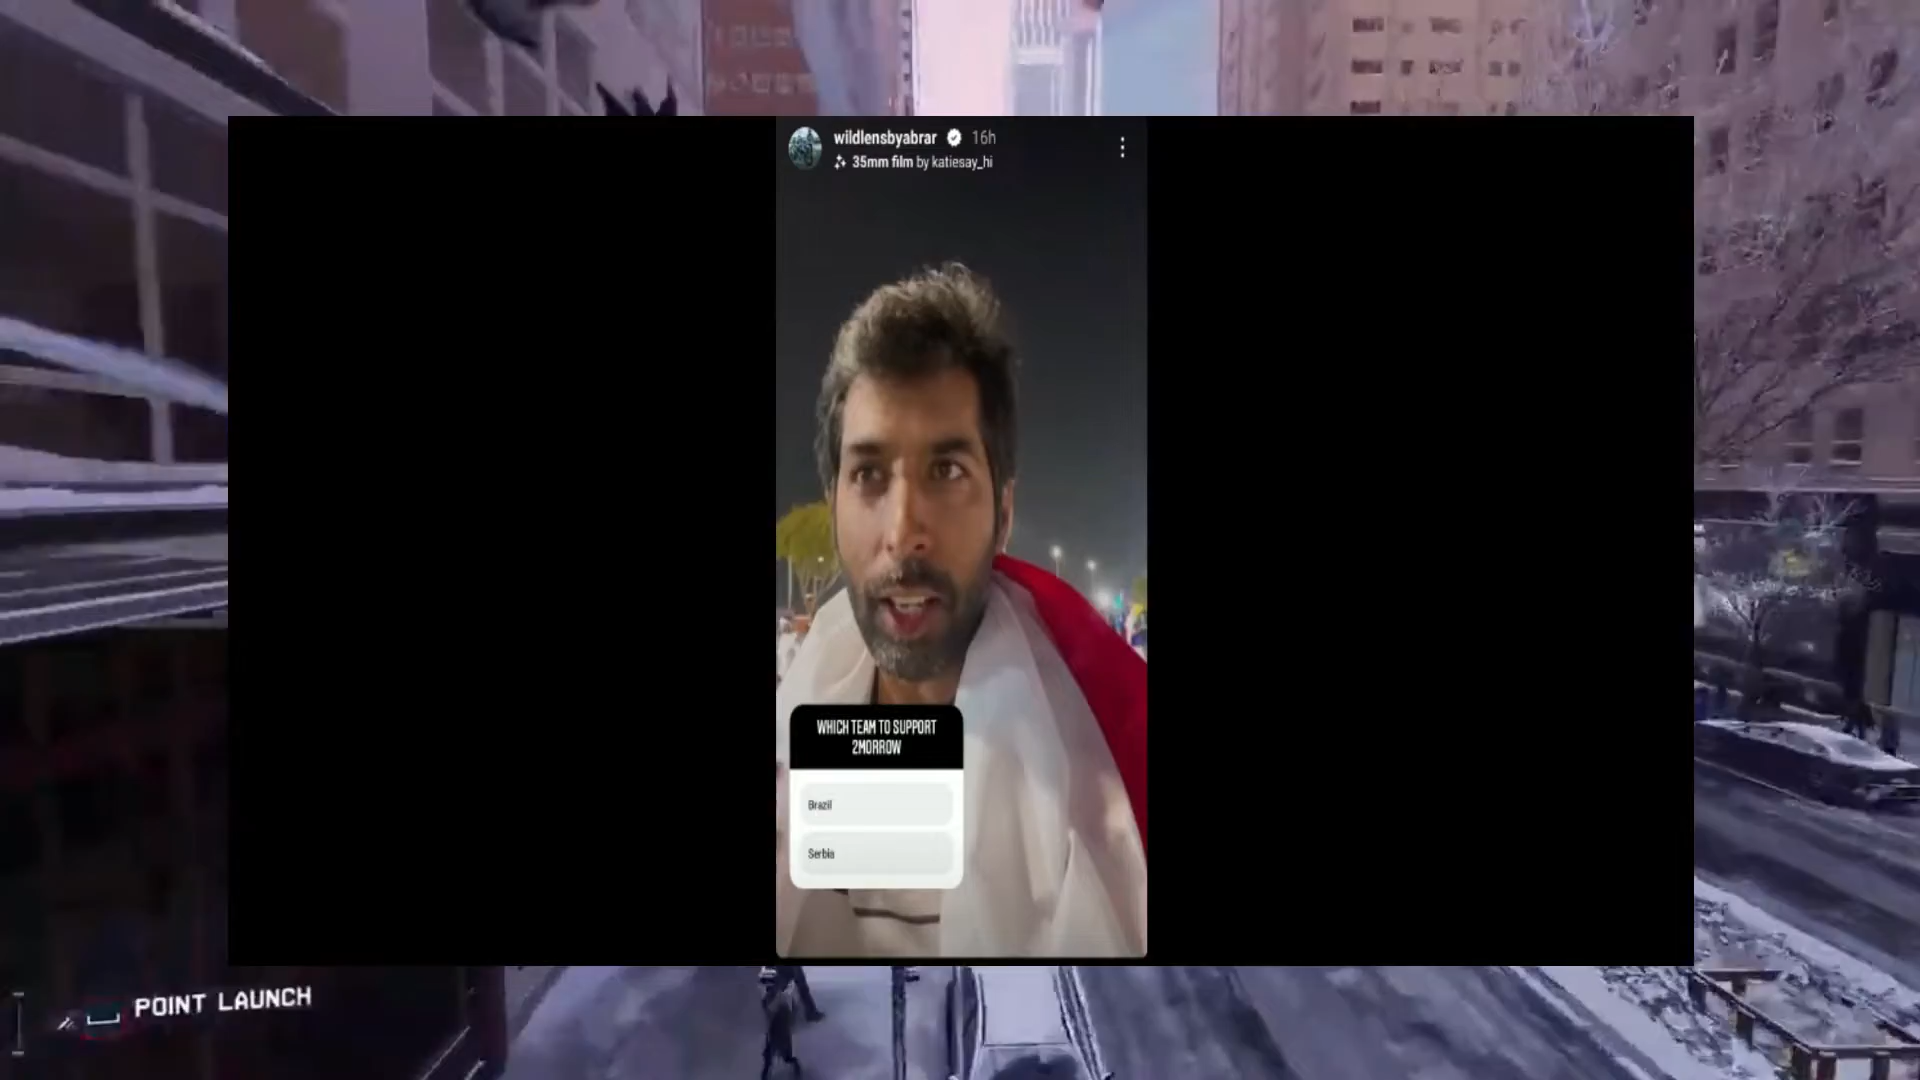 wildlensbyabrar 16h
35mm film by katiesay_hi
WHICH TEAM TO SUPPORT
2MORROW
Brazil
Serbia
POINT LAUNCH